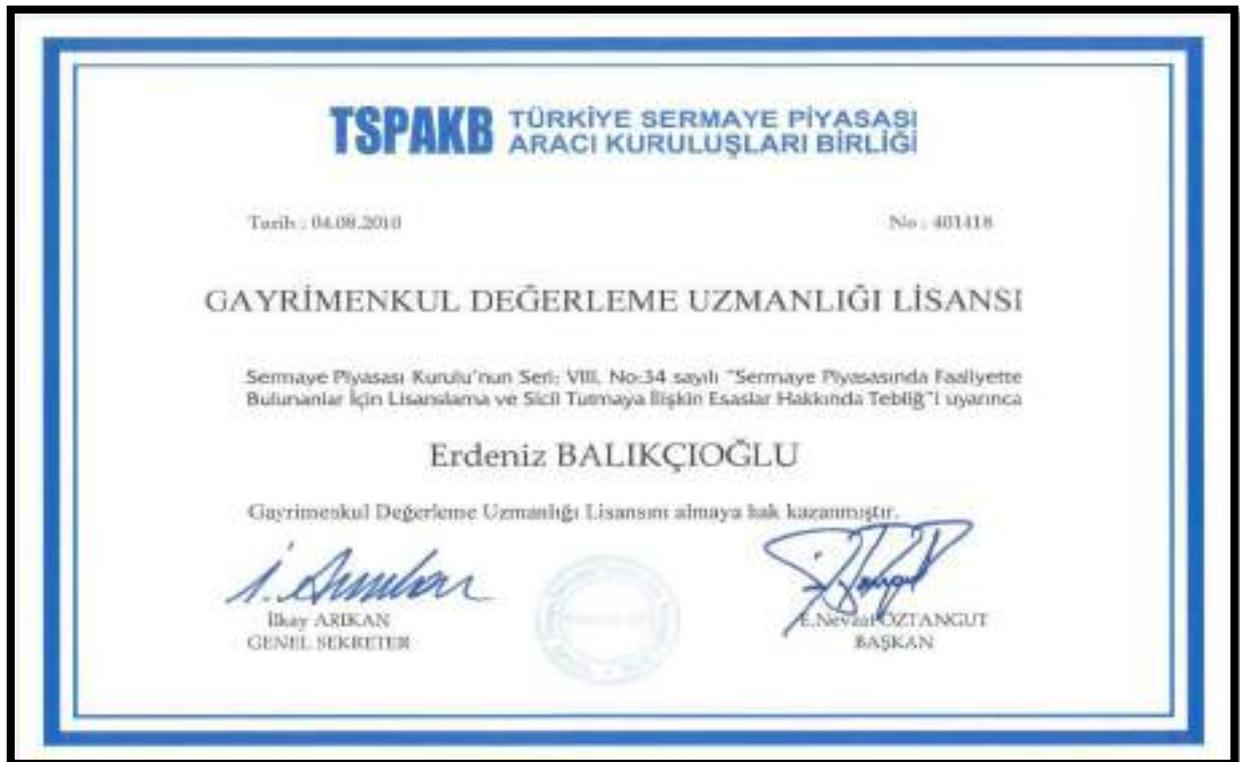 TSPAKB TÜRKİYE SERMAYE PİYASASI
ARACI KURULUŞLARI BİRLİĞİ
Tarih : 04.08.2010
No : 401418
GAYRİMENKUL DEĞERLEME UZMANLIĞI LİSANSI
Sermaye Piyasası Kurulu'nun Seri: VIII, No:34 sayılı "Sermaye Piyasasında Faaliyette
Bulunanlar İçin Lisanslama ve Sicil Tutmaya İlişkin Esaslar Hakkında Tebliğ"i uyarınca
Erdeniz BALIKÇIOĞLU
Gayrimenkul Değerleme Uzmanlığı Lisansını almaya hak kazanmıştır.
İlkay ARIKAN
GENEL SEKRETER
E.Nevzat ÖZTANGUT
BAŞKAN